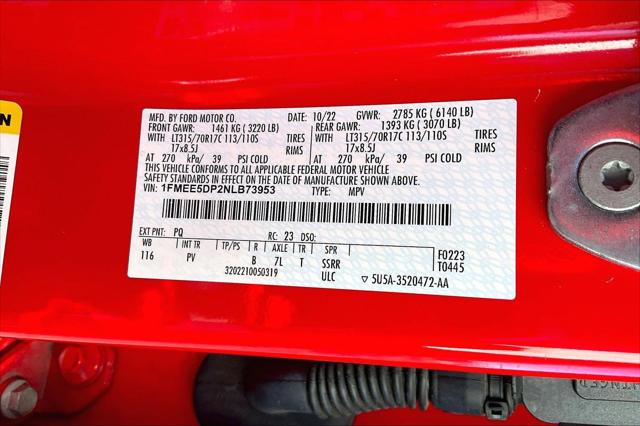 MFD. BY FORD MOTOR CO. DATE: 10/22 GVWR: 2785 KG ( 6140 LB)
FRONT GAWR: 1461 KG ( 3220 LB) REAR GAWR: 1393 KG ( 3070 LB)
WITH LT315/70R17C 113/110S TIRES WITH LT315/70R17C 113/110S TIRES
17x8.5J RIMS 17x8.5J RIMS
AT 270 kPa/ 39 PSI COLD AT 270 kPa/ 39 PSI COLD
THIS VEHICLE CONFORMS TO ALL APPLICABLE FEDERAL MOTOR VEHICLE
SAFETY STANDARDS IN EFFECT ON THE DATE OF MANUFACTURE SHOWN ABOVE.
VIN: 1FMEE5DP2NLB73953 TYPE: MPV
EXT PNT: PQ RC: 23 DSO:
WB INT TR TP/PS R AXLE TR SPR F0223
116 PV B 7L T SSRR T0445
3202210050319 ULC 5U5A-3520472-AA